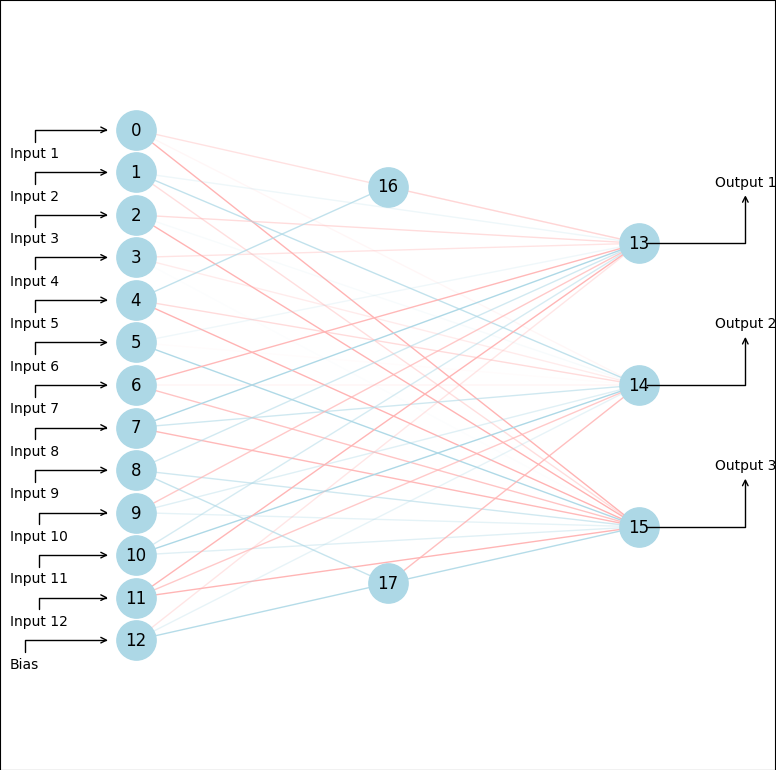 0
Input 1
1
Input 2
2
Input 3
3
Input 4
4
Input 5
5
Input 6
6
Input 7
7
Input 8
8
Input 9
9
Input 10
10
Input 11
11
Input 12
12
Bias
16
17
Output 1
13
Output 2
14
Output 3
15